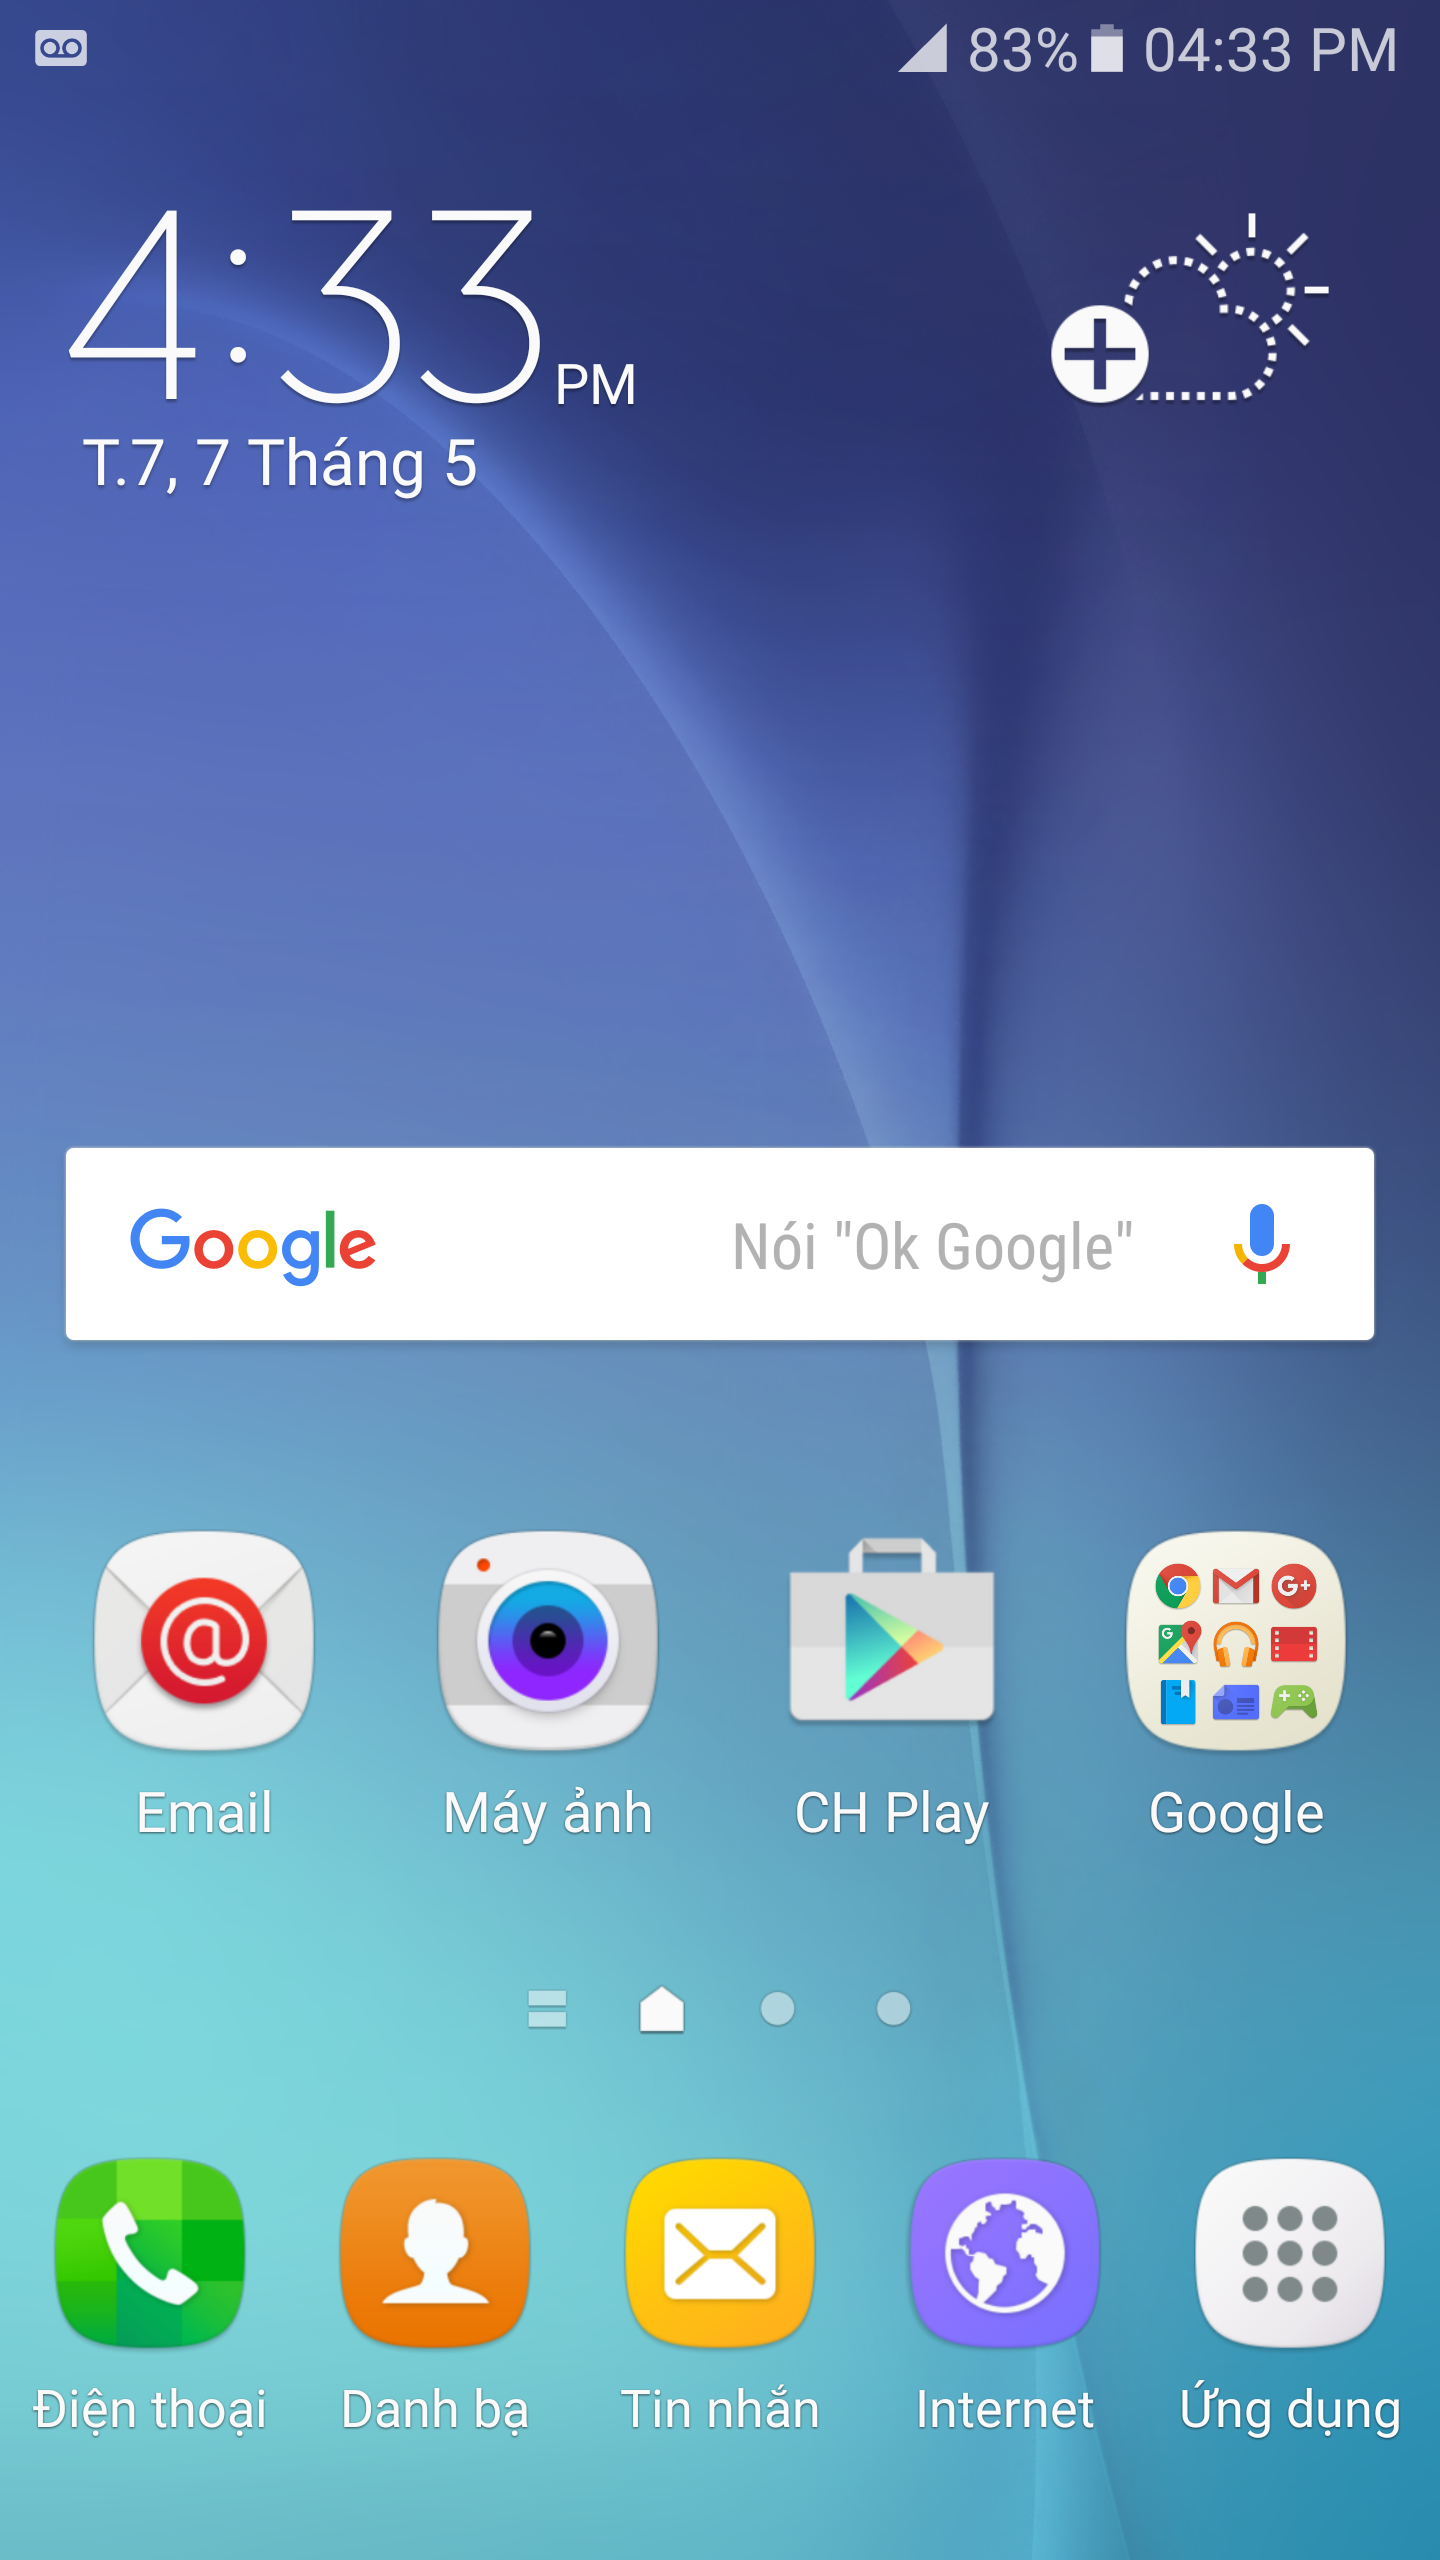 83% 04:33 PM
4:33 PM
T.7, 7 Tháng 5
Google Nói "Ok Google"
Email Máy ảnh CH Play Google
Điện thoại Danh bạ Tin nhắn Internet Ứng dụng